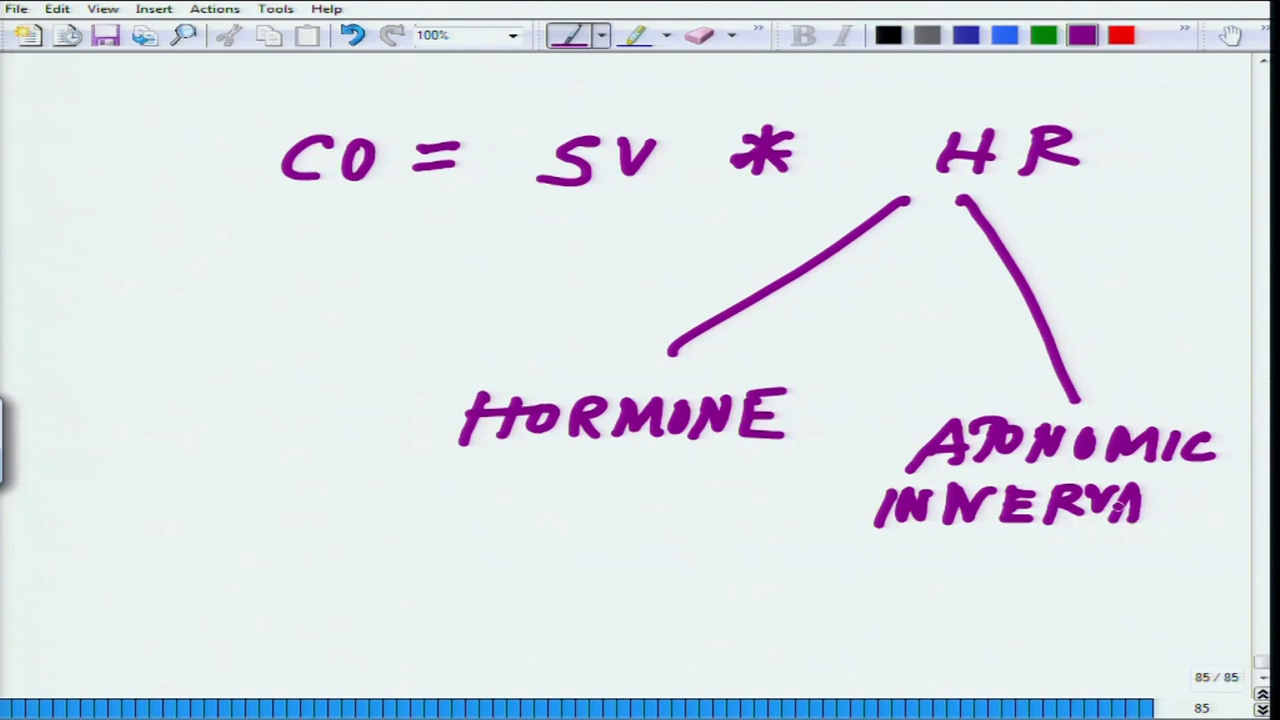 File Edit View Insert Actions Tools Help
100%
B I
CO = SV * HR
HORMONE
ATONOMIC
INNERVA
85 / 85
85